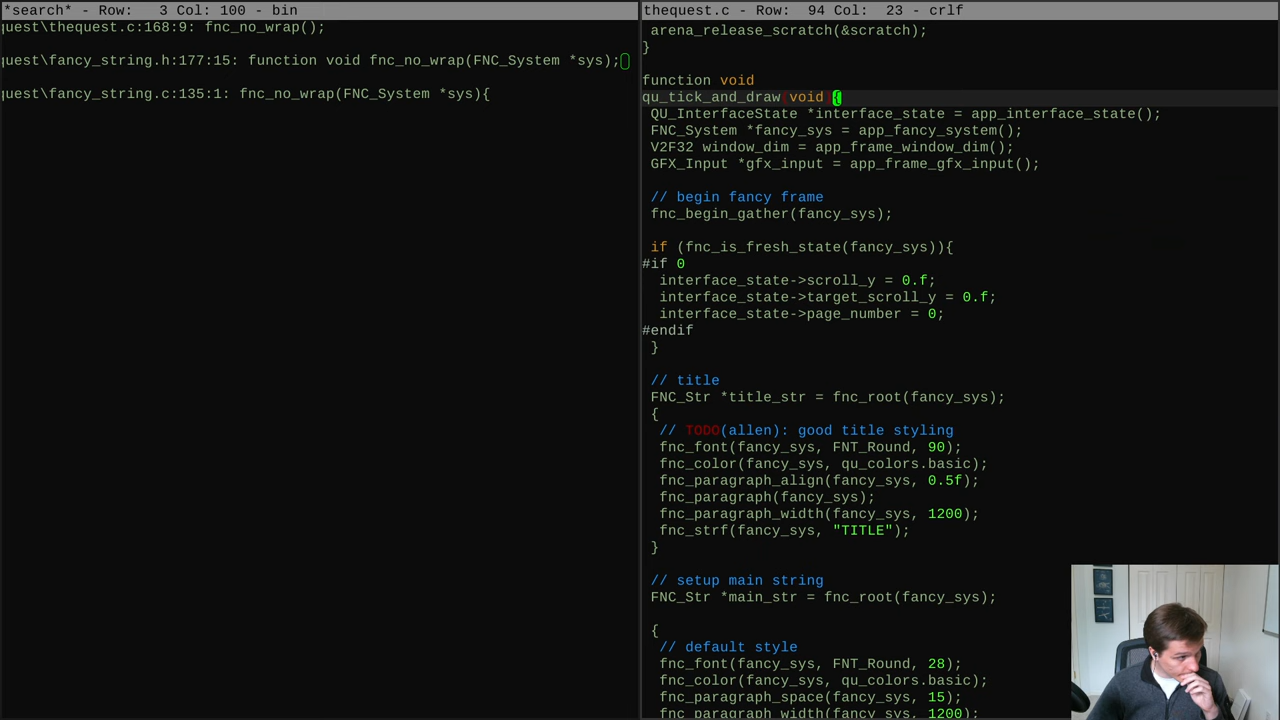 *search* - Row:   3 Col: 100 - bin
quest\thequest.c:168:9: fnc_no_wrap();
quest\fancy_string.h:177:15: function void fnc_no_wrap(FNC_System *sys);
quest\fancy_string.c:135:1: fnc_no_wrap(FNC_System *sys){
thequest.c - Row:  94 Col:  23 - crlf
arena_release_scratch(&scratch);
}
function void
qu_tick_and_draw(void){
QU_InterfaceState *interface_state = app_interface_state();
FNC_System *fancy_sys = app_fancy_system();
V2F32 window_dim = app_frame_window_dim();
GFX_Input *gfx_input = app_frame_gfx_input();
// begin fancy frame
fnc_begin_gather(fancy_sys);
if (fnc_is_fresh_state(fancy_sys)){
#if 0
interface_state->scroll_y = 0.f;
interface_state->target_scroll_y = 0.f;
interface_state->page_number = 0;
#endif
}
// title
FNC_Str *title_str = fnc_root(fancy_sys);
{
// TODO(allen): good title styling
fnc_font(fancy_sys, FNT_Round, 90);
fnc_color(fancy_sys, qu_colors.basic);
fnc_paragraph_align(fancy_sys, 0.5f);
fnc_paragraph(fancy_sys);
fnc_paragraph_width(fancy_sys, 1200);
fnc_strf(fancy_sys, "TITLE");
}
// setup main string
FNC_Str *main_str = fnc_root(fancy_sys);
{
// default style
fnc_font(fancy_sys, FNT_Round, 28);
fnc_color(fancy_sys, qu_colors.basic);
fnc_paragraph_space(fancy_sys, 15);
fnc_paragraph_width(fancy_sys, 1200);